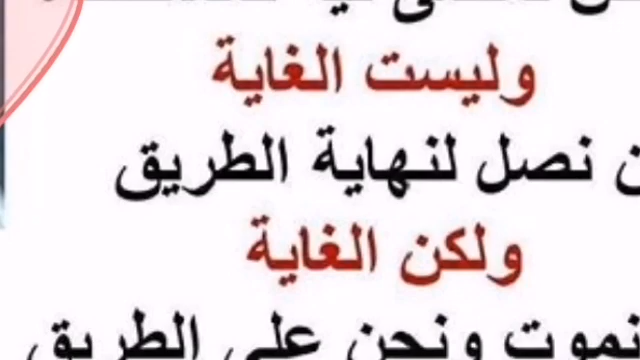 وليست الغاية
نصل لنهاية الطريق
ولكن الغاية
نموت ونحن على الطريق